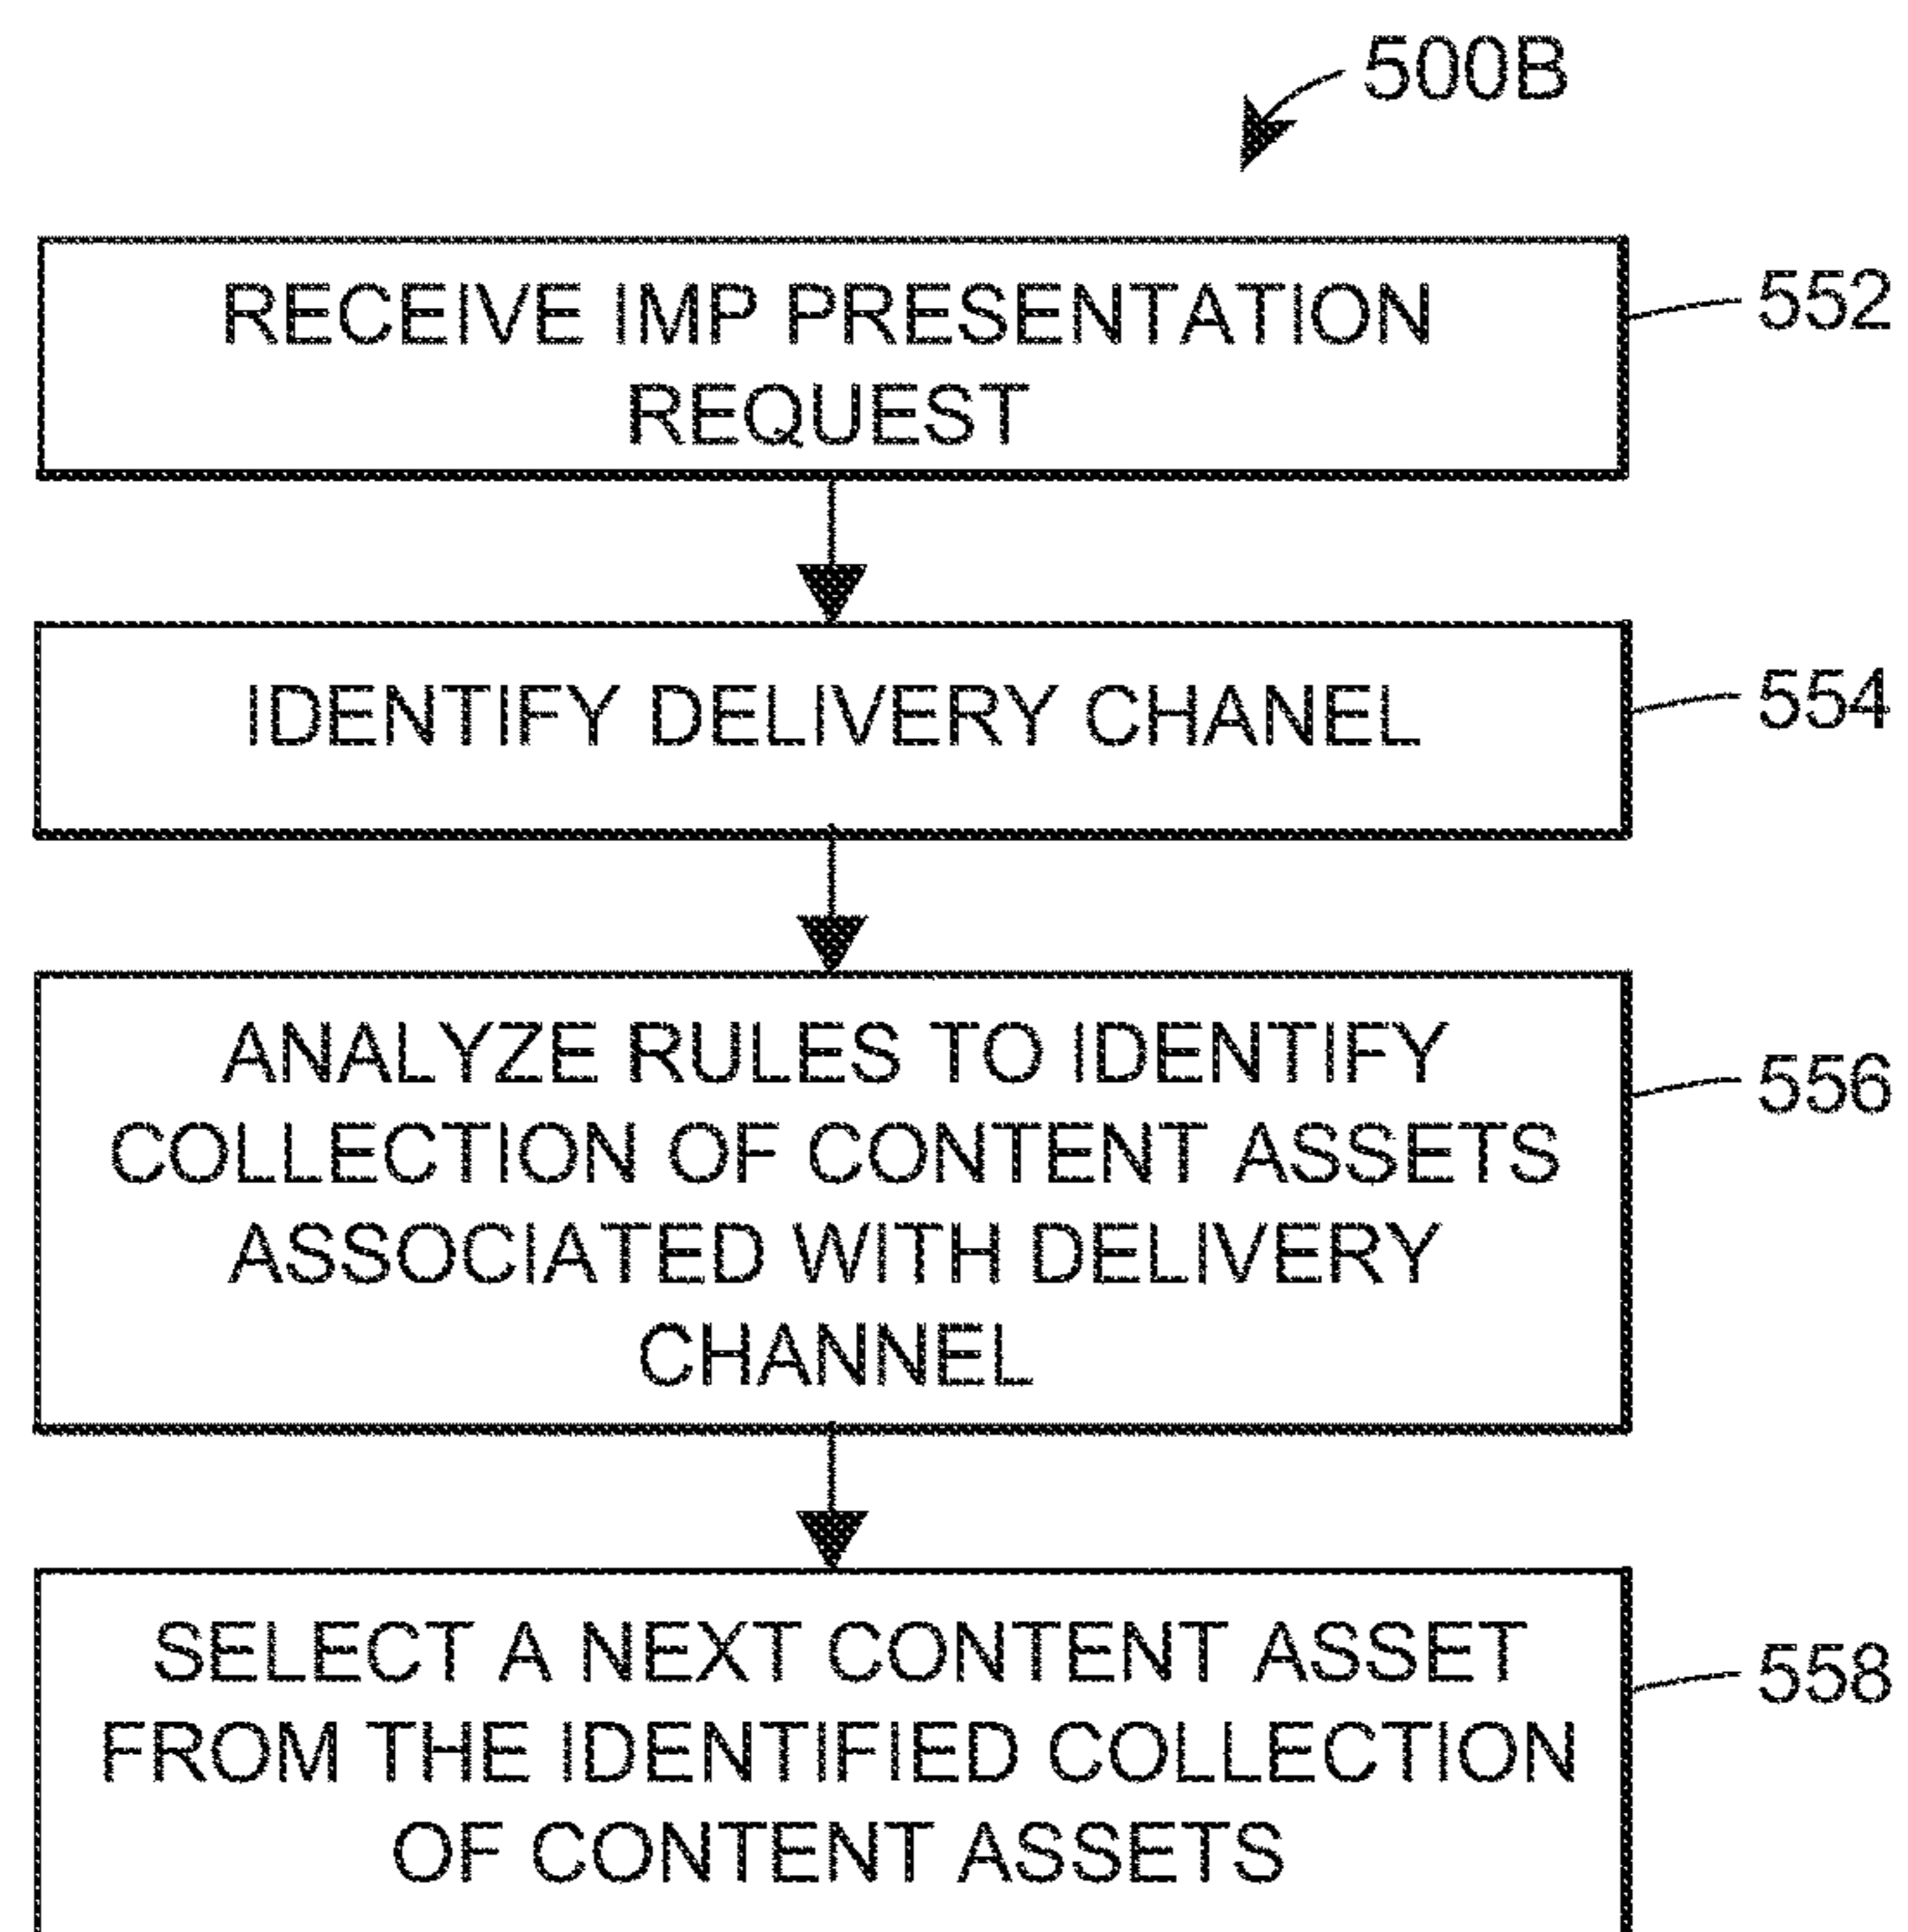 500B
RECEIVE IMP PRESENTATION
REQUEST
552
IDENTIFY DELIVERY CHANEL
554
ANALYZE RULES TO IDENTIFY
COLLECTION OF CONTENT ASSETS
ASSOCIATED WITH DELIVERY
CHANNEL
556
SELECT A NEXT CONTENT ASSET
FROM THE IDENTIFIED COLLECTION
OF CONTENT ASSETS
558